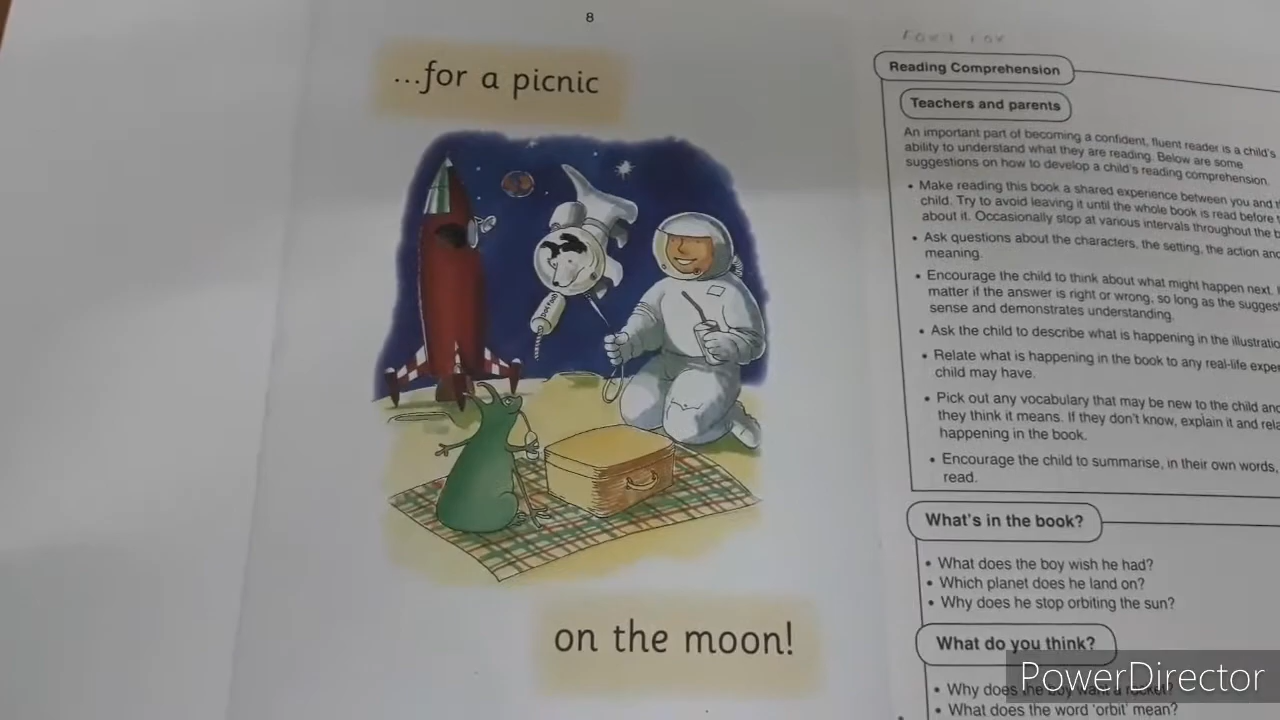 8
...for a picnic
on the moon!
Reading Comprehension
Teachers and parents
An important part of becoming a confident, fluent reader is a child's
ability to understand what they are reading. Below are some
suggestions on how to develop a child's reading comprehension.
• Make reading this book a shared experience between you and
child. Try to avoid leaving it until the whole book is read before
about it. Occasionally stop at various intervals throughout the
• Ask questions about the characters, the setting, the action and
meaning.
• Encourage the child to think about what might happen next.
matter if the answer is right or wrong, so long as the
sense and demonstrates understanding.
• Ask the child to describe what is happening in the
• Relate what is happening in the book to any real-life
child may have.
• Pick out any vocabulary that may be new to the child and
they think it means. If they don't know, explain it and
happening in the book.
• Encourage the child to summarise, in their own words,
read.
What's in the book?
• What does the boy wish he had?
• Which planet does he land on?
• Why does he stop orbiting the sun?
What do you think?
• Why does the boy want a rocket?
• What does the word 'orbit' mean?
PowerDirector